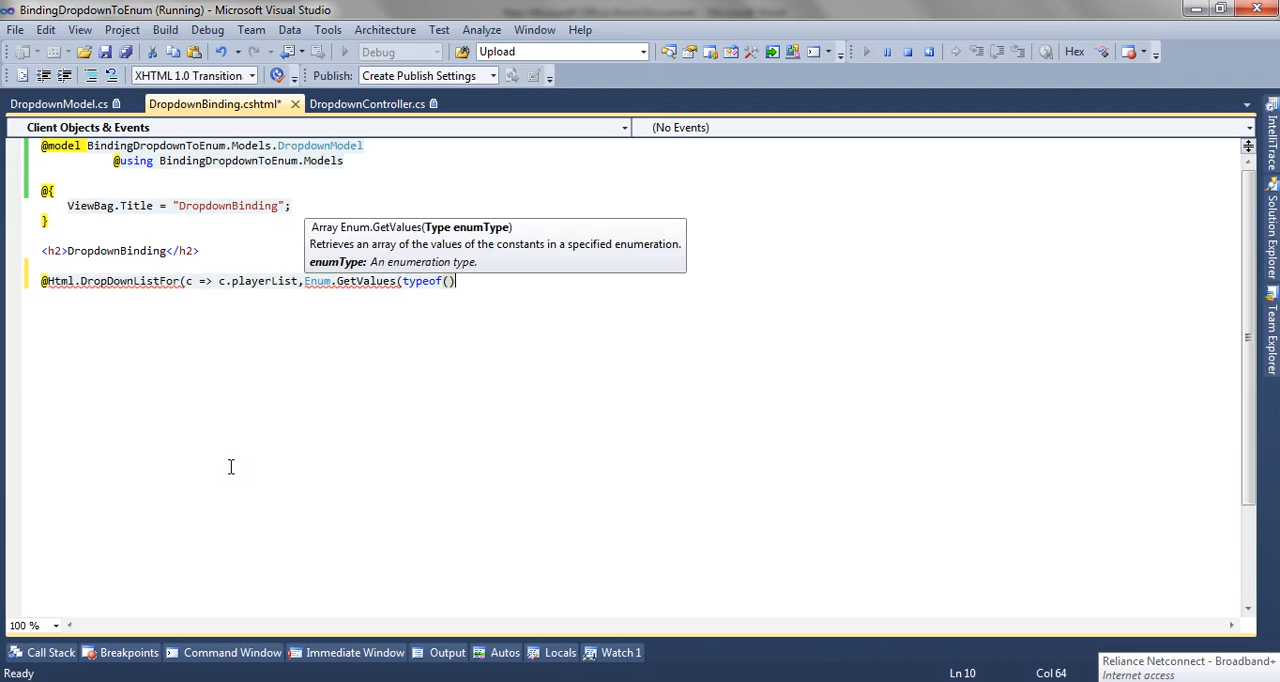 BindingDropdownToEnum (Running) - Microsoft Visual Studio
File Edit View Project Build Debug Team Data Tools Architecture Test Analyze Window Help
Debug Upload Hex
XHTML 1.0 Transition Publish: Create Publish Settings
DropdownModel.cs DropdownBinding.cshtml* DropdownController.cs
Client Objects & Events (No Events)
@model BindingDropdownToEnum.Models.DropdownModel
@using BindingDropdownToEnum.Models
@{
ViewBag.Title = "DropdownBinding";
}
Array Enum.GetValues(Type enumType)
Retrieves an array of the values of the constants in a specified enumeration.
enumType: An enumeration type.
<h2>DropdownBinding</h2>
@Html.DropDownListFor(c => c.playerList,Enum.GetValues(typeof()
IntelliTrace
Solution Explorer
Team Explorer
100 %
Call Stack Breakpoints Command Window Immediate Window Output Autos Locals Watch 1
Ready Ln 10 Col 64
Reliance Netconnect - Broadband+
Internet access